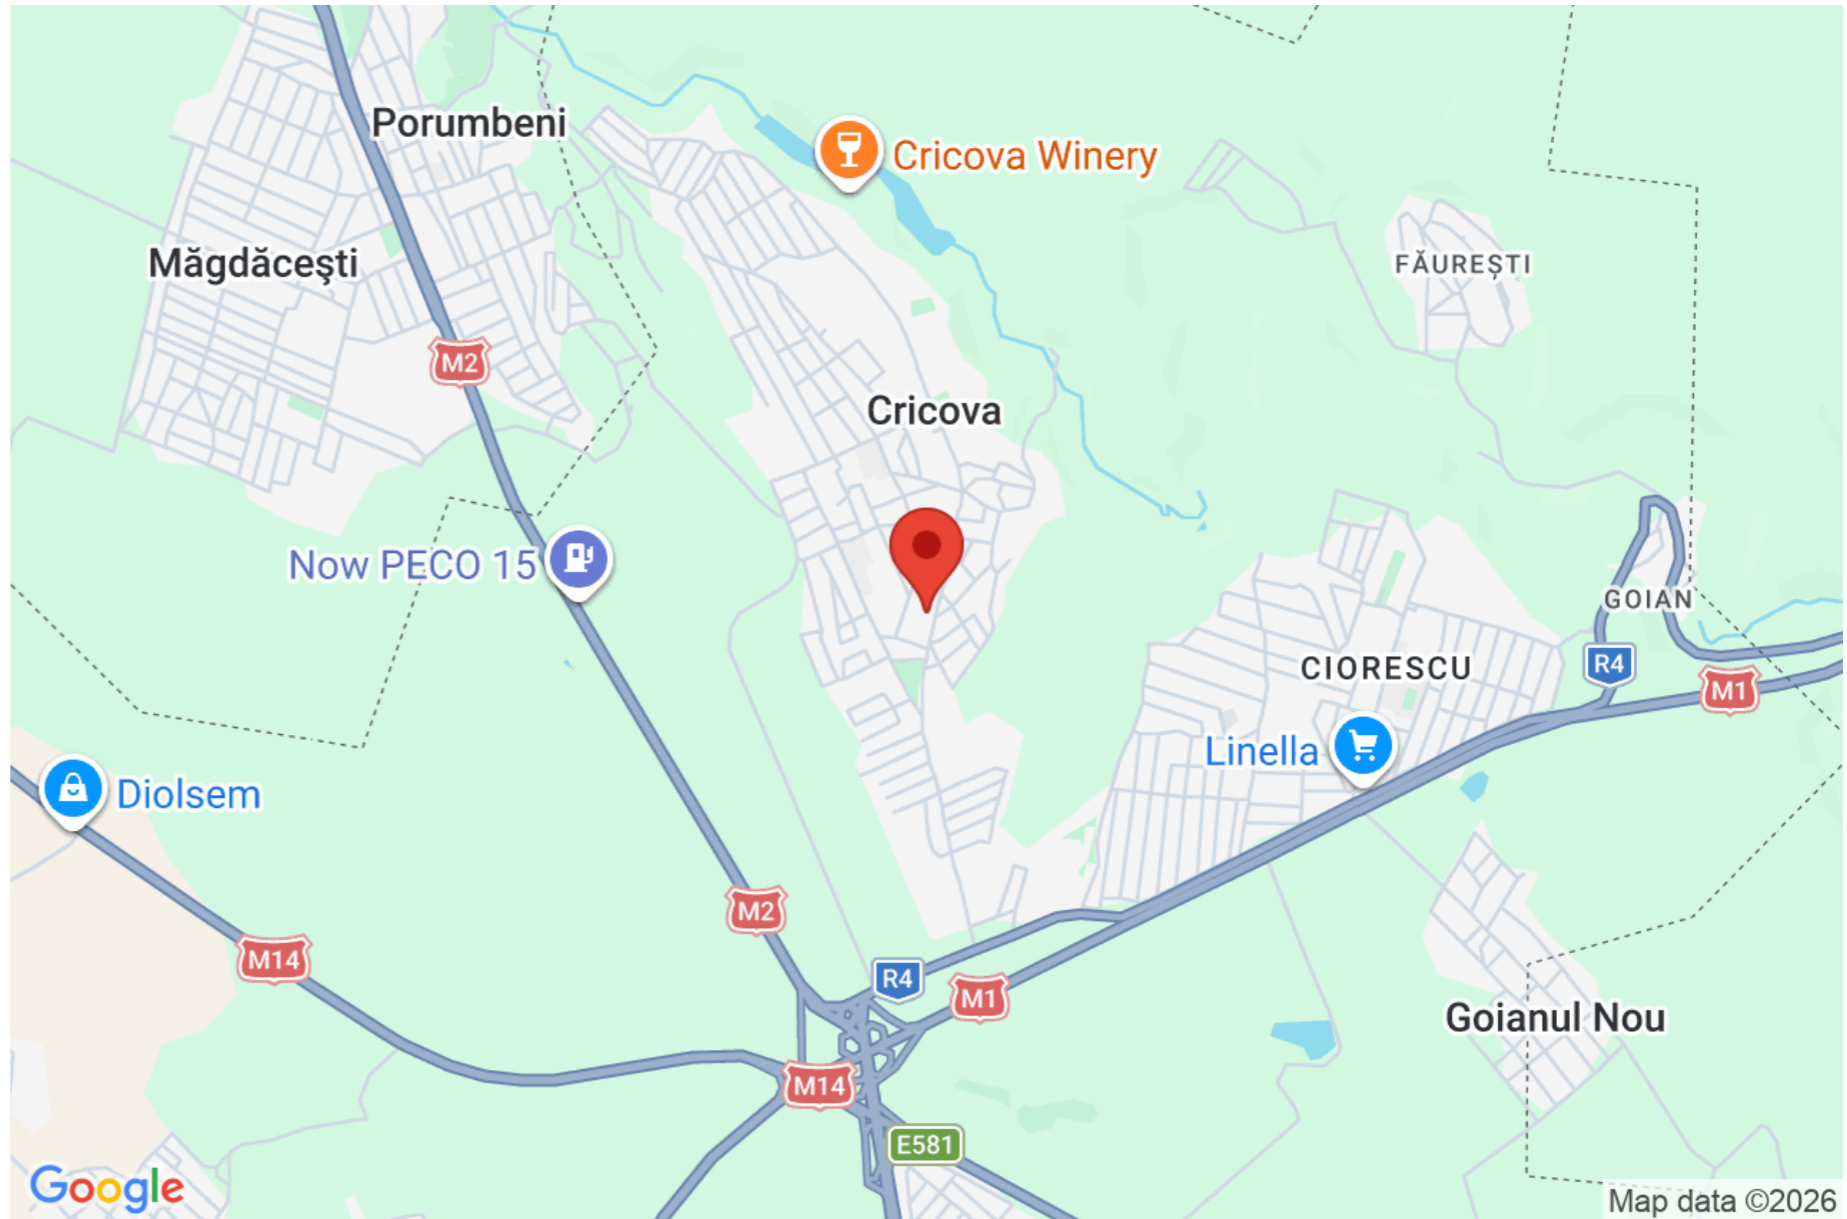 Porumbeni
Cricova Winery
Măgdăceşti
FĂUREȘTI
M2
Cricova
Now PECO 15
GOIAN
CIORESCU
R4
M1
Linella
Diolsem
M2
M14
R4
M1
Goianul Nou
M14
E581
Google
Map data ©2026